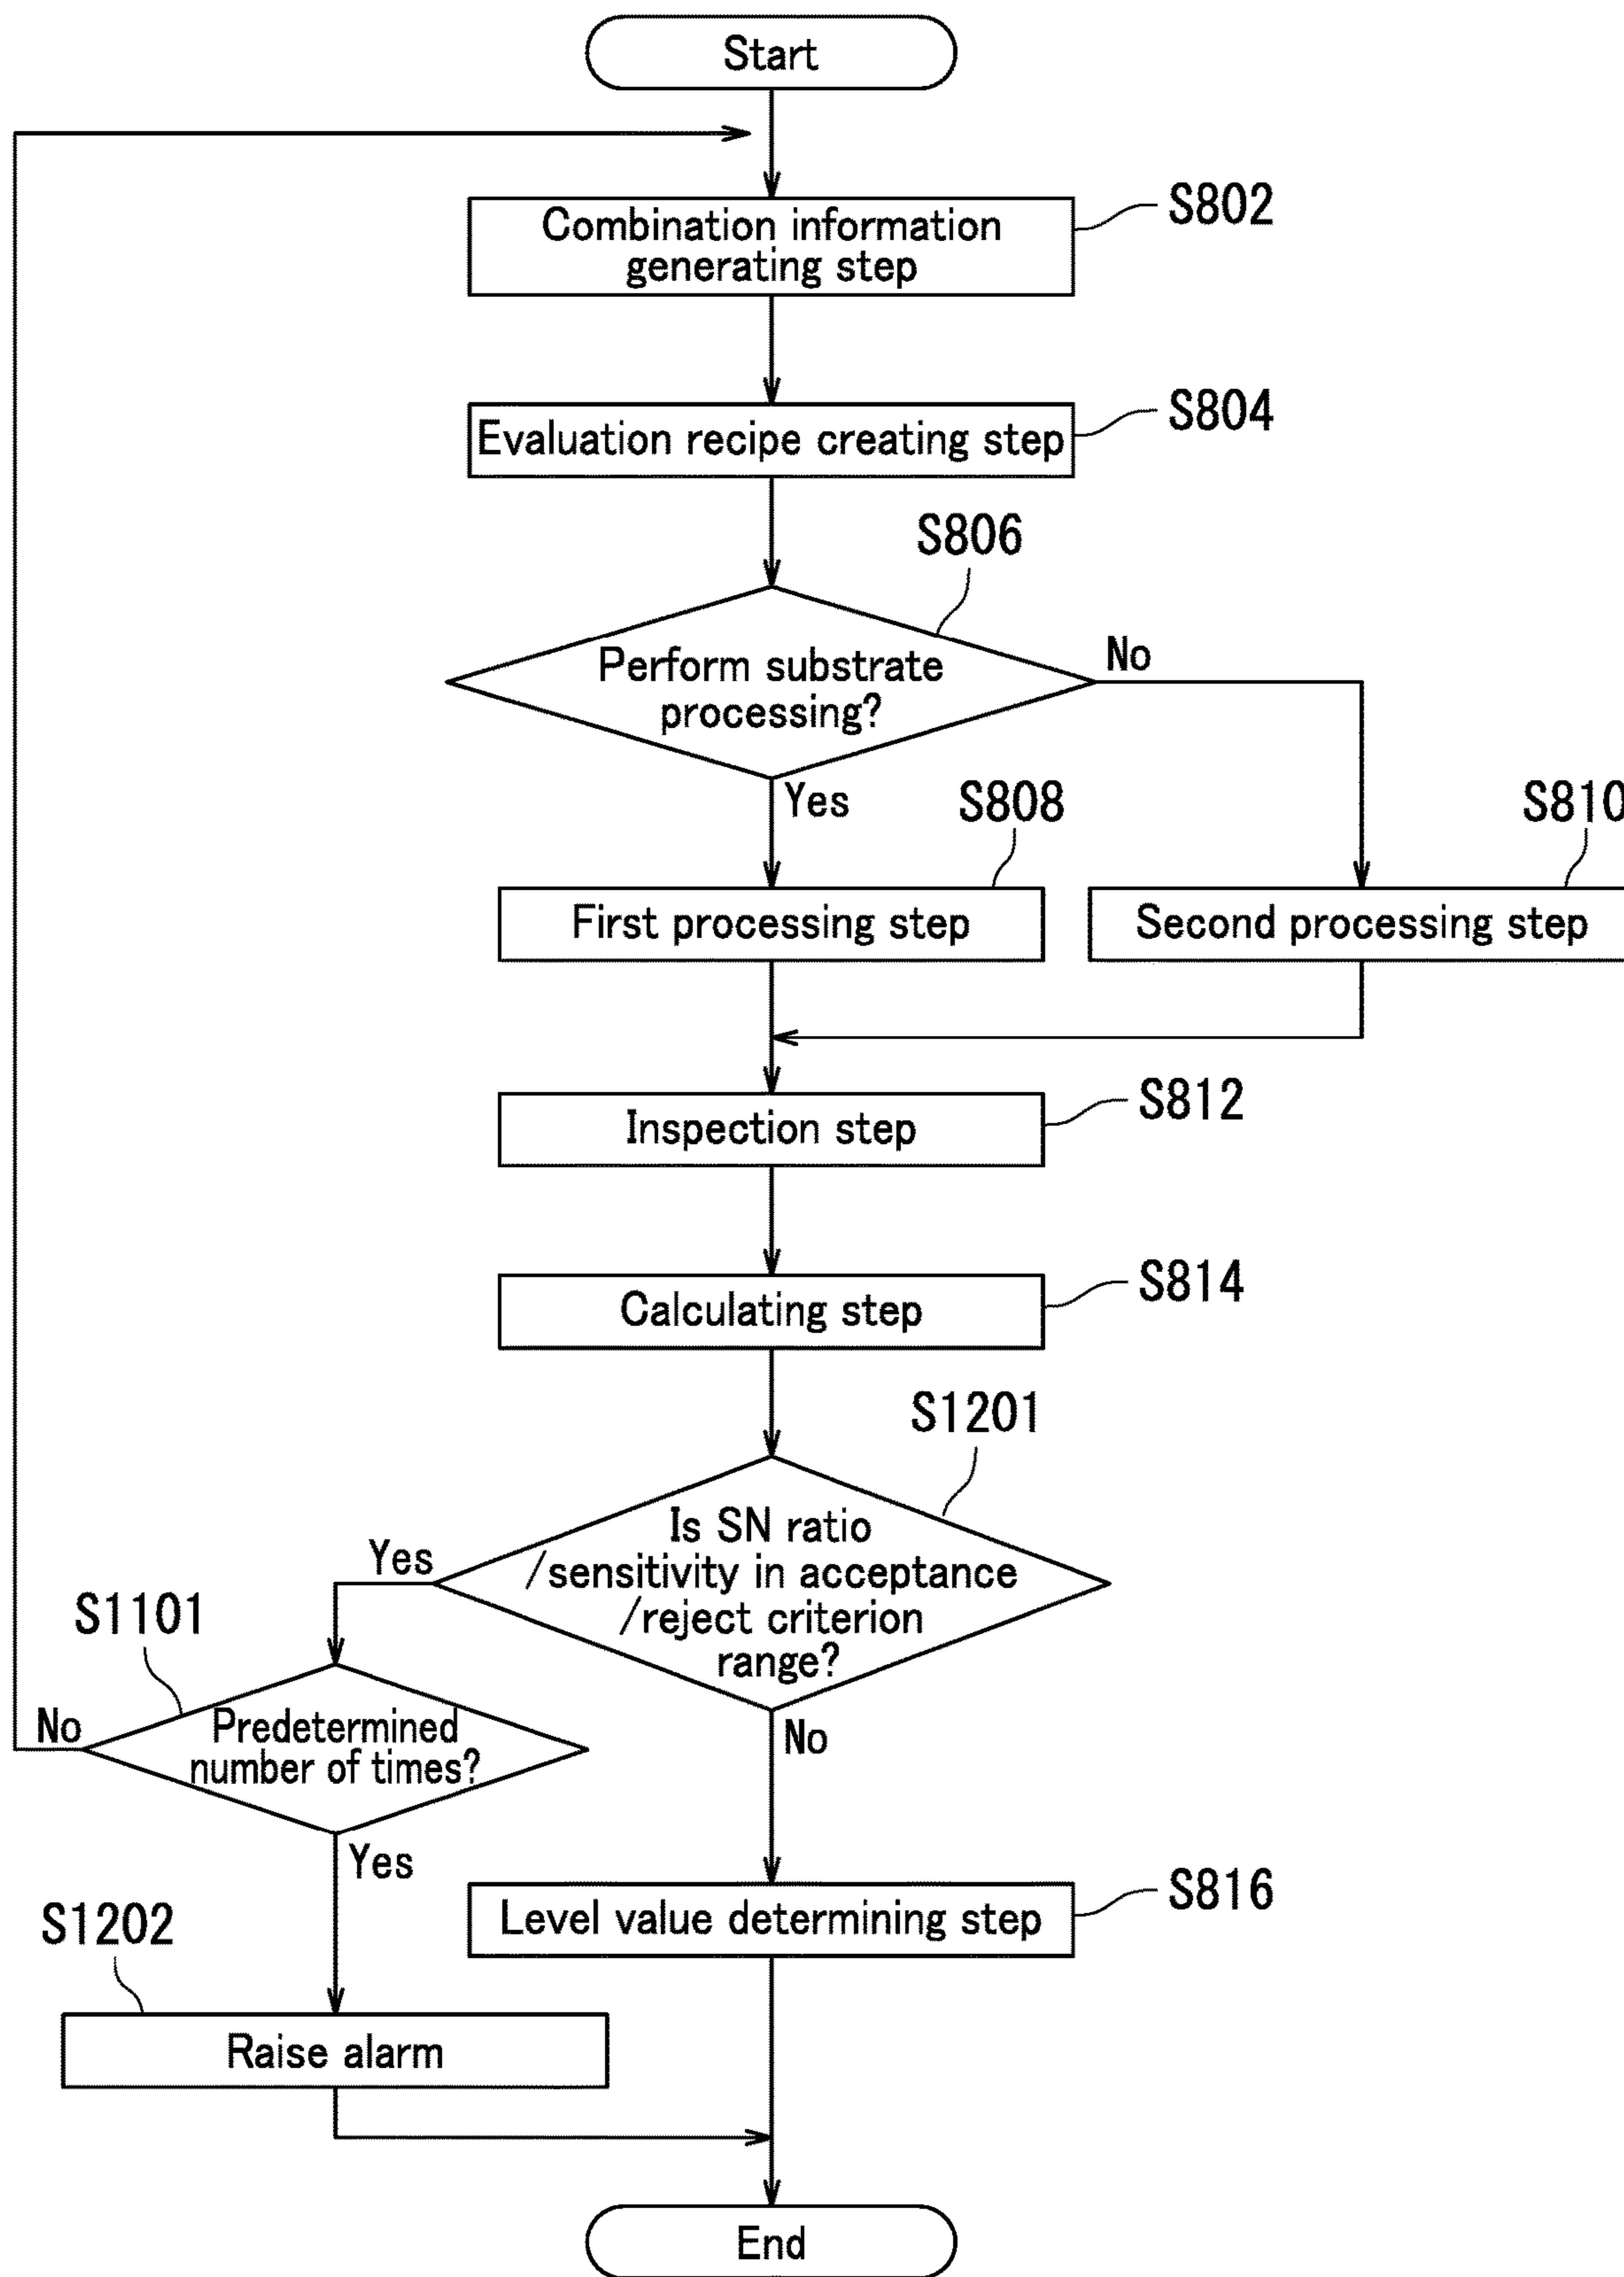 Start
S802
Combination information
generating step
S804
Evaluation recipe creating step
S806
Perform substrate
processing?
No
Yes
S808
S810
First processing step
Second processing step
S812
Inspection step
S814
Calculating step
S1201
Is SN ratio
/sensitivity in acceptance
/reject criterion
range?
Yes
S1101
No
Predetermined
number of times?
No
Yes
S816
Level value determining step
S1202
Raise alarm
End